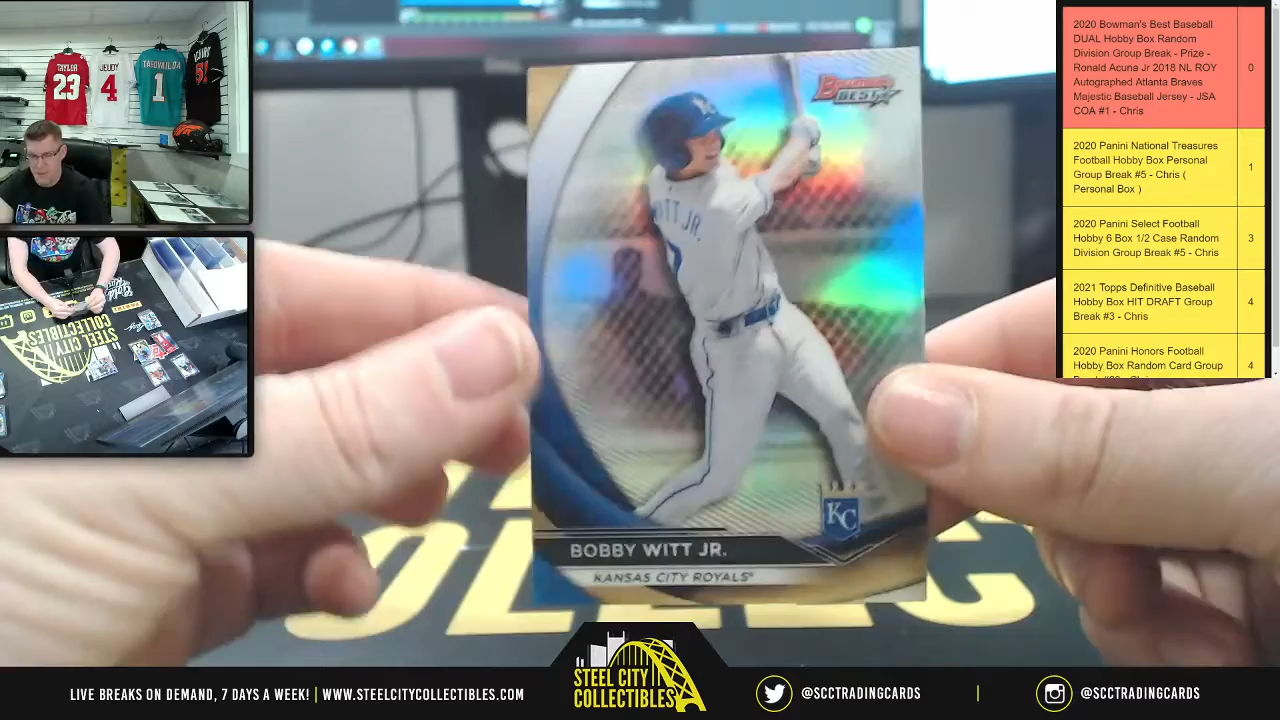 TAYLOR
23
JEUDY
4
TAGOVAILOA
1
STEEL CITY
COLLECTIBLES
BOWMAN'S
BEST
WITT JR.
7
KC
BOBBY WITT JR.
KANSAS CITY ROYALS
2020 Bowman's Best Baseball
DUAL Hobby Box Random
Division Group Break - Prize -
Ronald Acuna Jr 2018 NL ROY
Autographed Atlanta Braves
Majestic Baseball Jersey - JSA
COA #1 - Chris
0
2020 Panini National Treasures
Football Hobby Box Personal
Group Break #5 - Chris (
Personal Box )
1
2020 Panini Select Football
Hobby 6 Box 1/2 Case Random
Division Group Break #5 - Chris
3
2021 Topps Definitive Baseball
Hobby Box HIT DRAFT Group
Break #3 - Chris
4
2020 Panini Honors Football
Hobby Box Random Card Group
4
LIVE BREAKS ON DEMAND, 7 DAYS A WEEK! | WWW.STEELCITYCOLLECTIBLES.COM
STEEL CITY
COLLECTIBLES
@SCCTRADINGCARDS | @SCCTRADINGCARDS